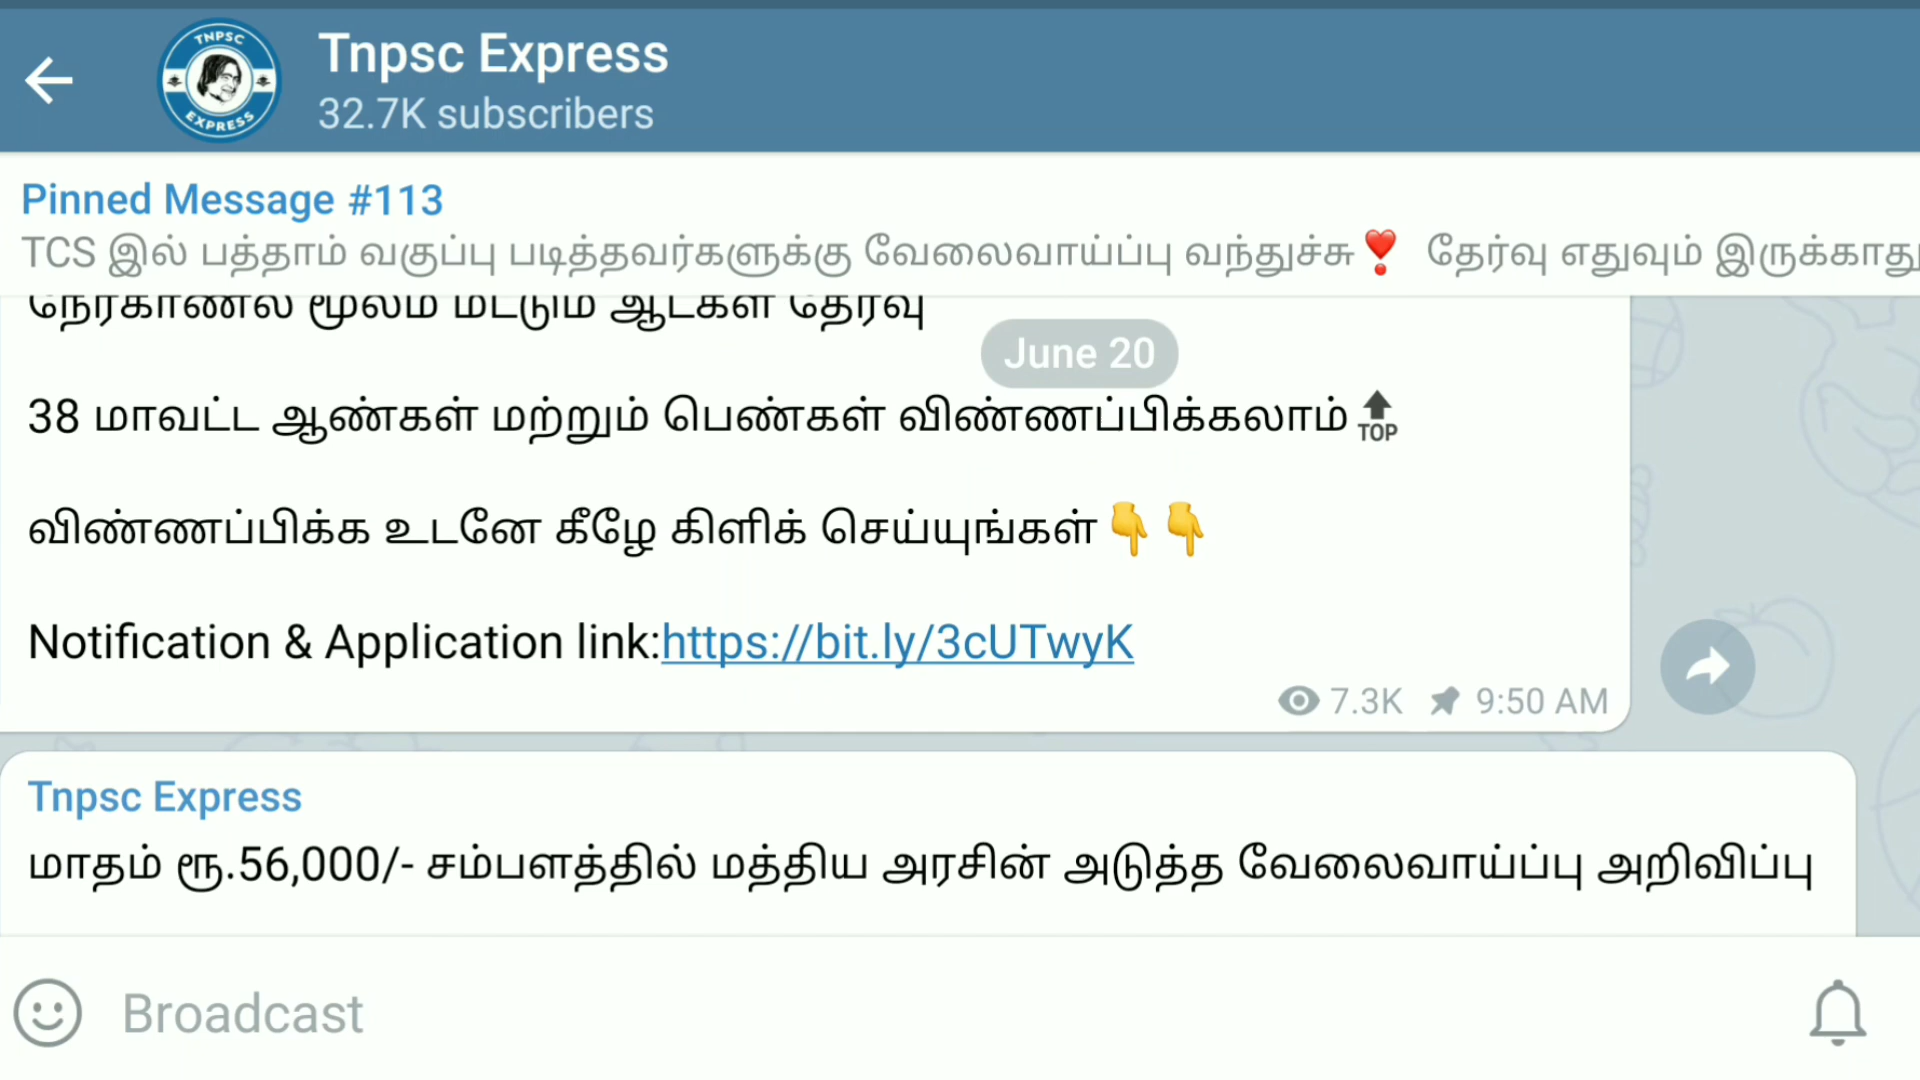 TNPSC
EXPRESS
Tnpsc Express
32.7K subscribers
Pinned Message #113
TCS இல் பத்தாம் வகுப்பு படித்தவர்களுக்கு வேலைவாய்ப்பு வந்துச்சு❣️ தேர்வு எதுவும் இருக்காது
நேர்காணல் மூலம் மட்டும் ஆட்கள் தேர்வு
June 20
38 மாவட்ட ஆண்கள் மற்றும் பெண்கள் விண்ணப்பிக்கலாம்🔝
விண்ணப்பிக்க உடனே கீழே கிளிக் செய்யுங்கள்👇👇
Notification & Application link:https://bit.ly/3cUTwyK
7.3K 9:50 AM
Tnpsc Express
மாதம் ரூ.56,000/- சம்பளத்தில் மத்திய அரசின் அடுத்த வேலைவாய்ப்பு அறிவிப்பு
Broadcast